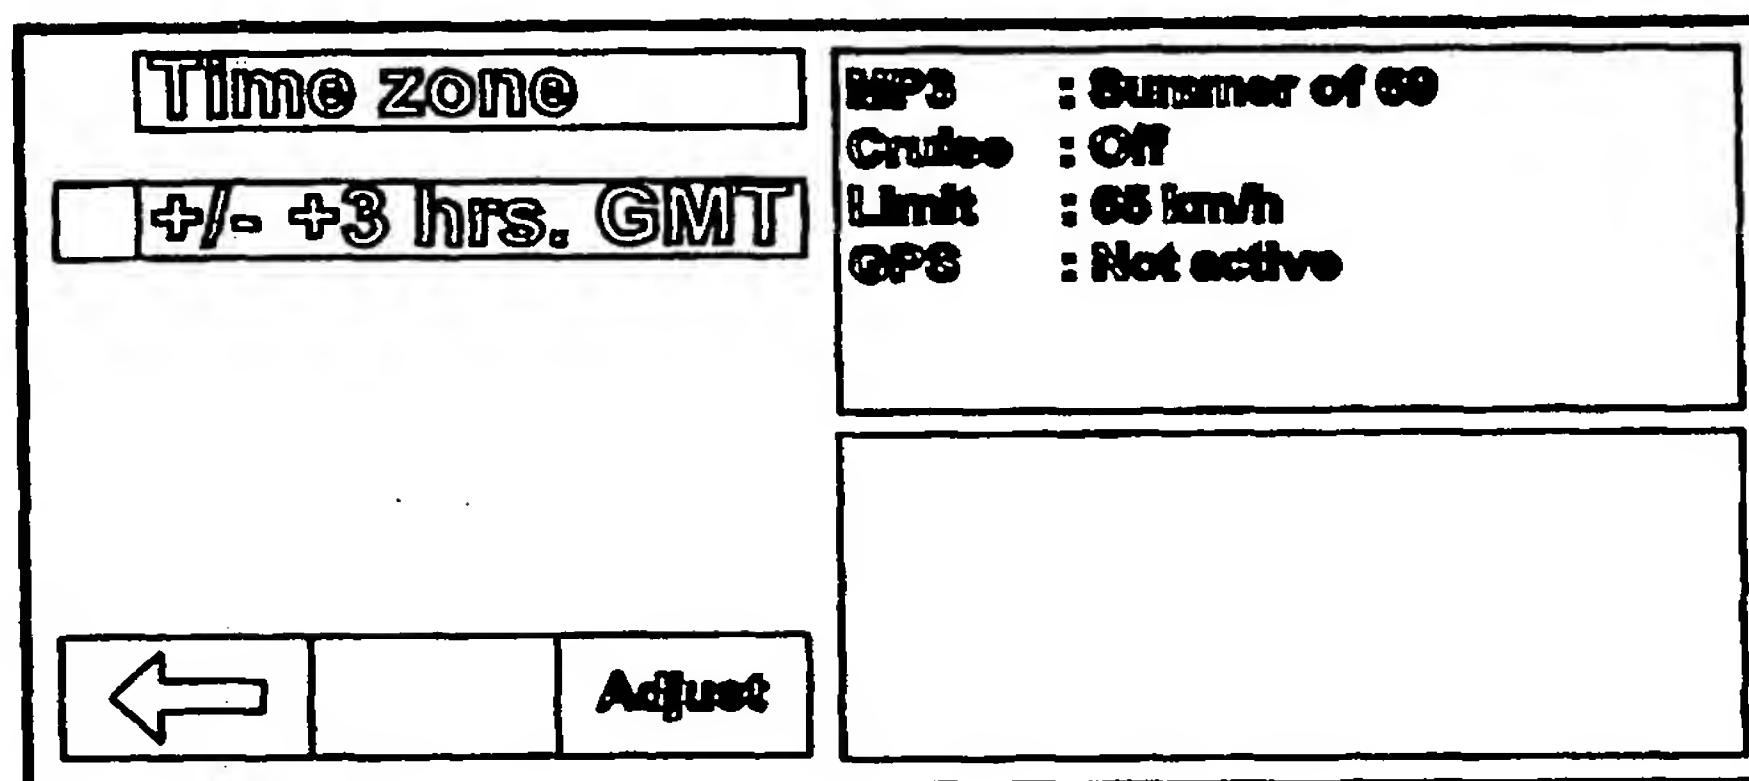 Time zone
+/- +3 hrs. GMT
MP3 : Summer of 69
Cruise : Off
Limit : 65 km/h
GPS : Not active
Adjust